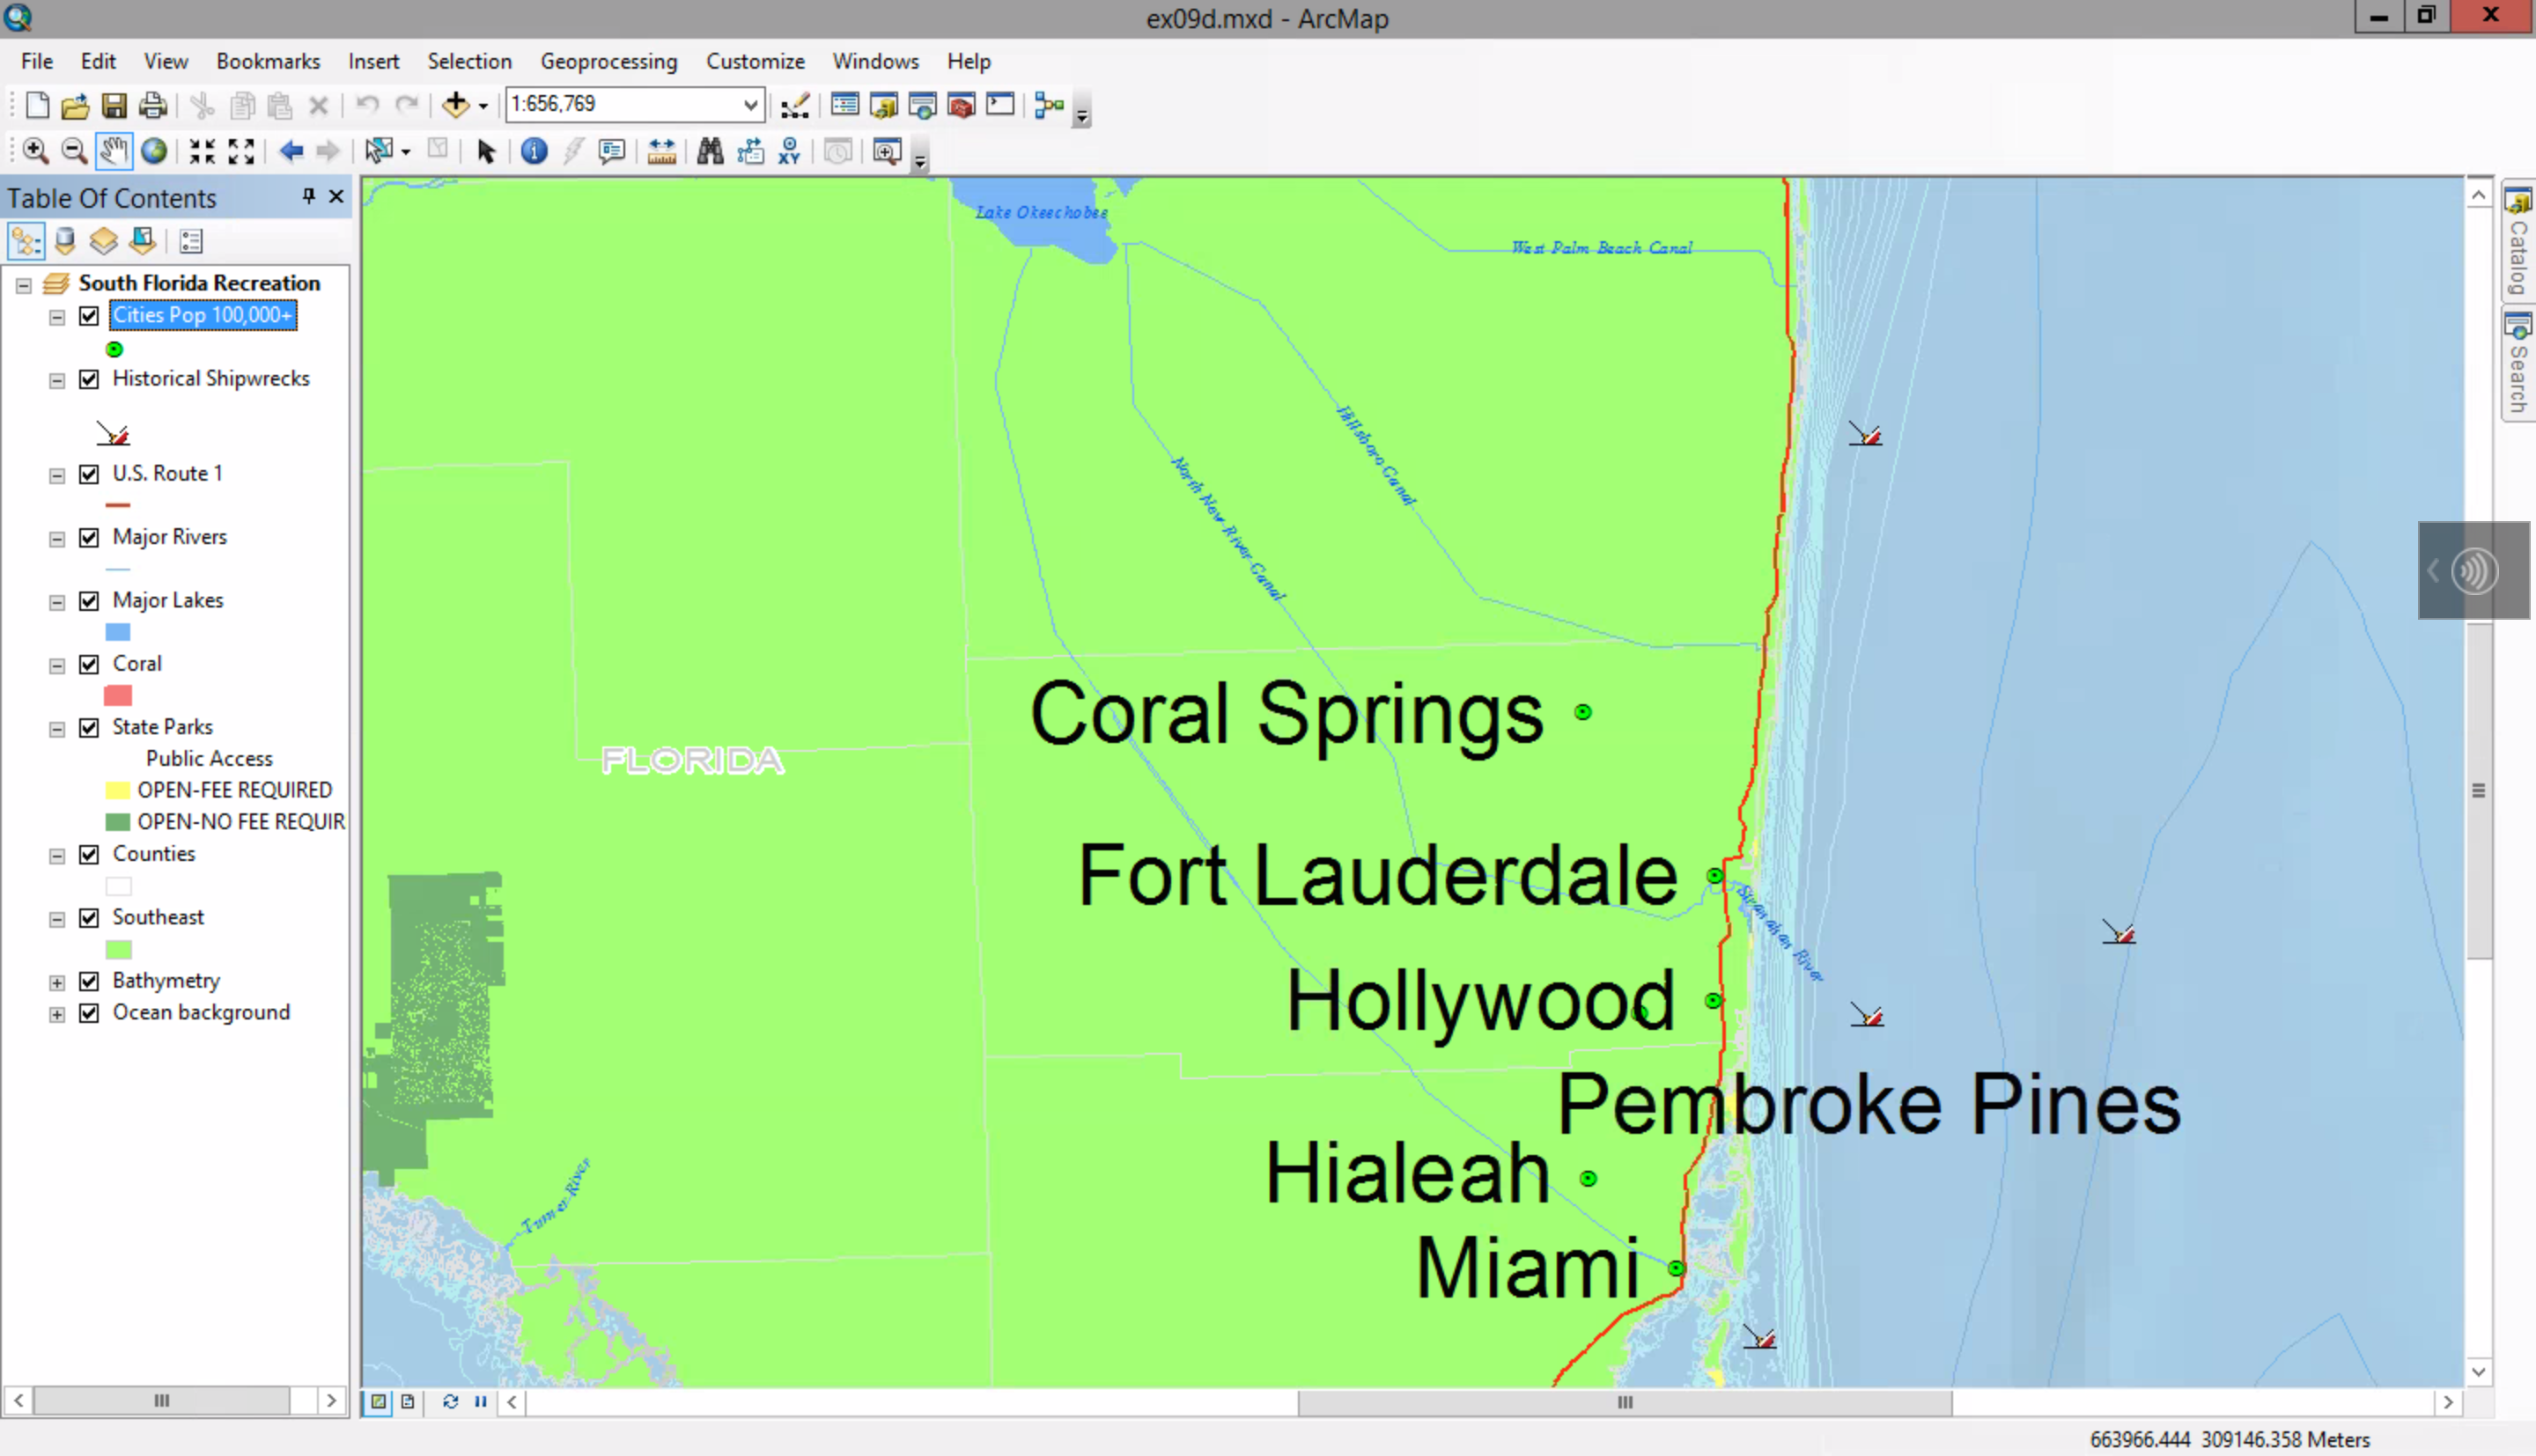 ex09d.mxd - ArcMap
File Edit View Bookmarks Insert Selection Geoprocessing Customize Windows Help
1:656,769
XY
Table Of Contents
South Florida Recreation
Cities Pop 100,000+
Historical Shipwrecks
U.S. Route 1
Major Rivers
Major Lakes
Coral
State Parks
Public Access
OPEN-FEE REQUIRED
OPEN-NO FEE REQUIR
Counties
Southeast
Bathymetry
Ocean background
Lake Okeechobee
West Palm Beach Canal
Hillsboro Canal
North New River Canal
Coral Springs
FLORIDA
Fort Lauderdale
Stranahan River
Hollywood
Pembroke Pines
Hialeah
Turner River
Miami
Catalog
Search
663966.444 309146.358 Meters